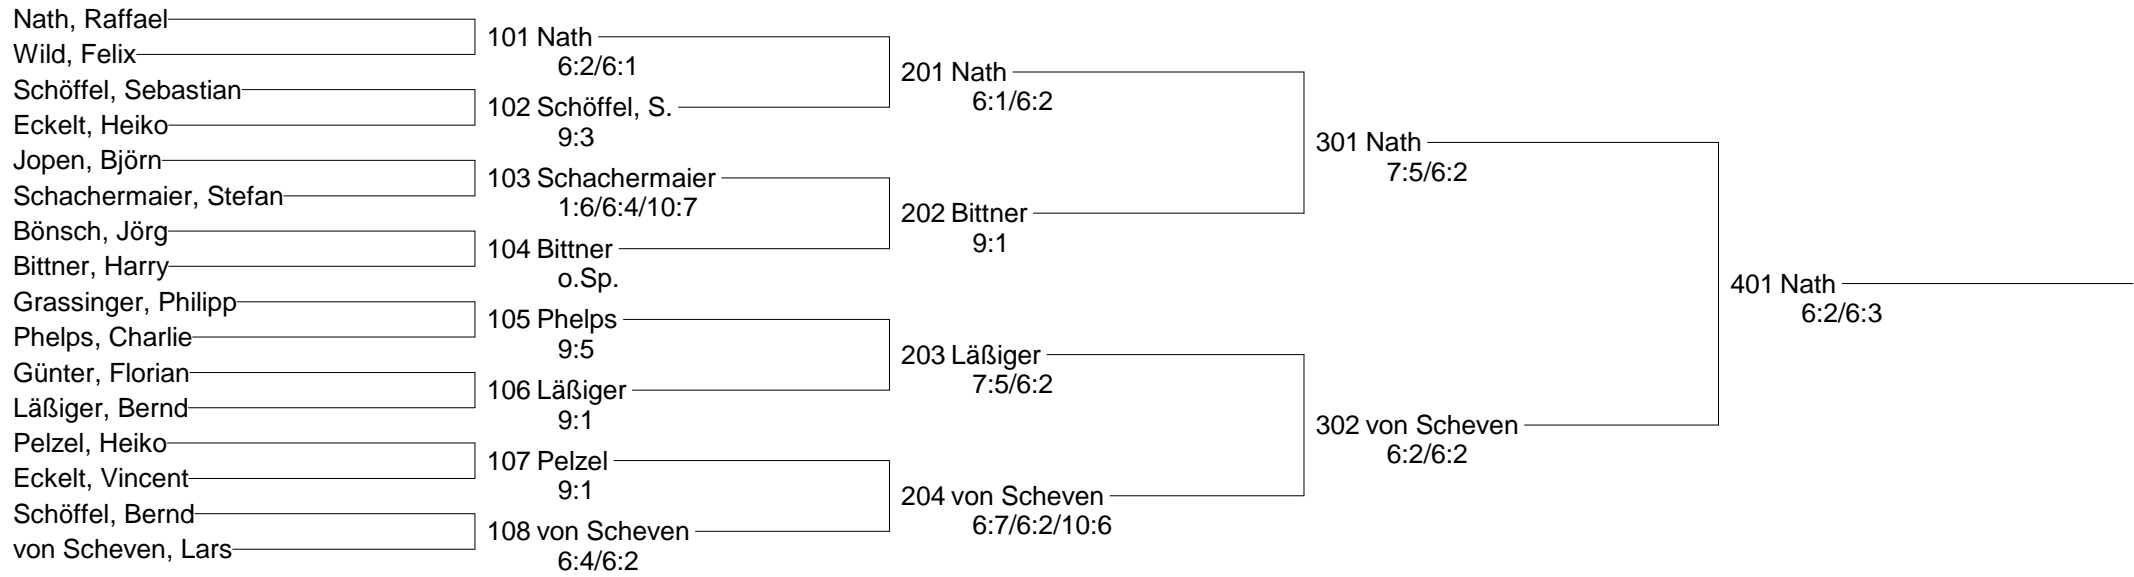 Nath, Raffael
Wild, Felix
Schöffel, Sebastian
Eckelt, Heiko
Jopen, Björn
Schachermaier, Stefan
Bönsch, Jörg
Bittner, Harry
Grassinger, Philipp
Phelps, Charlie
Günter, Florian
Läßiger, Bernd
Pelzel, Heiko
Eckelt, Vincent
Schöffel, Bernd
von Scheven, Lars
101 Nath
6:2/6:1
102 Schöffel, S.
9:3
103 Schachermaier
1:6/6:4/10:7
104 Bittner
o.Sp.
105 Phelps
9:5
106 Läßiger
9:1
107 Pelzel
9:1
108 von Scheven
6:4/6:2
201 Nath
6:1/6:2
202 Bittner
9:1
203 Läßiger
7:5/6:2
204 von Scheven
6:7/6:2/10:6
301 Nath
7:5/6:2
302 von Scheven
6:2/6:2
401 Nath
6:2/6:3